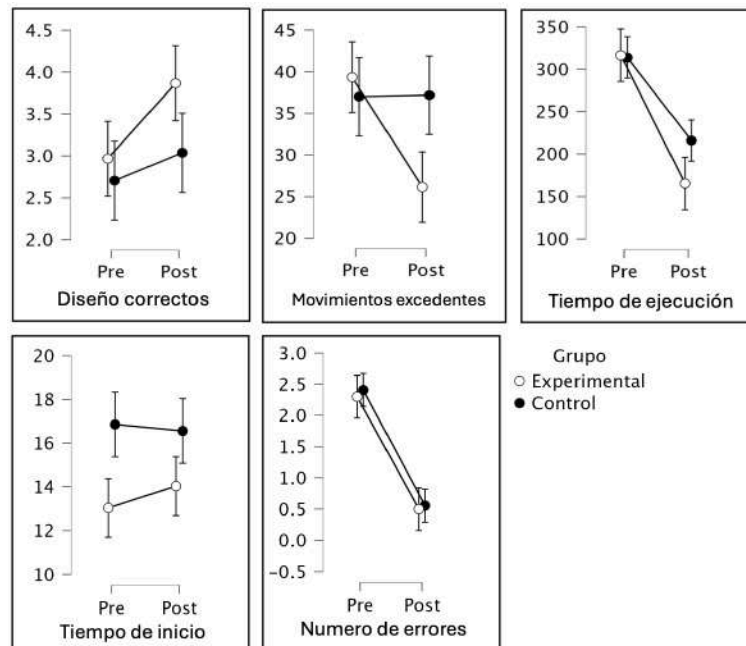 4.5
4.0
3.5
3.0
2.5
2.0
Pre Post
Diseño correctos
45
40
35
30
25
20
Pre Post
Movimientos excedentes
350
300
250
200
150
100
Pre Post
Tiempo de ejecución
20
18
16
14
12
10
Pre Post
Tiempo de inicio
3.0
2.5
2.0
1.5
1.0
0.5
0.0
−0.5
Pre Post
Numero de errores
Grupo
Experimental
Control